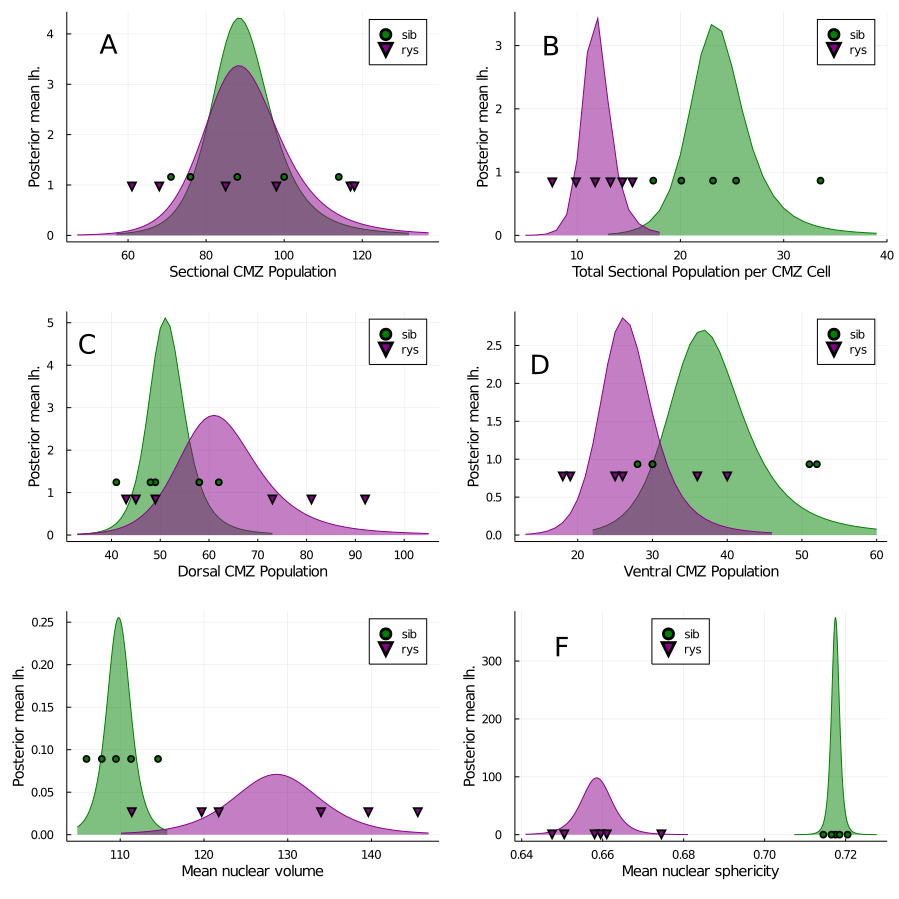 A
sib
rys
Posterior mean lh.
4
3
2
1
0
60 80 100 120
Sectional CMZ Population
B
sib
rys
Posterior mean lh.
3
2
1
0
10 20 30 40
Total Sectional Population per CMZ Cell
C
sib
rys
Posterior mean lh.
5
4
3
2
1
0
40 50 60 70 80 90 100
Dorsal CMZ Population
D
sib
rys
Posterior mean lh.
2.5
2.0
1.5
1.0
0.5
0.0
20 30 40 50 60
Ventral CMZ Population
sib
rys
Posterior mean lh.
0.25
0.20
0.15
0.10
0.05
0.00
110 120 130 140
Mean nuclear volume
F
sib
rys
Posterior mean lh.
300
200
100
0
0.64 0.66 0.68 0.70 0.72
Mean nuclear sphericity